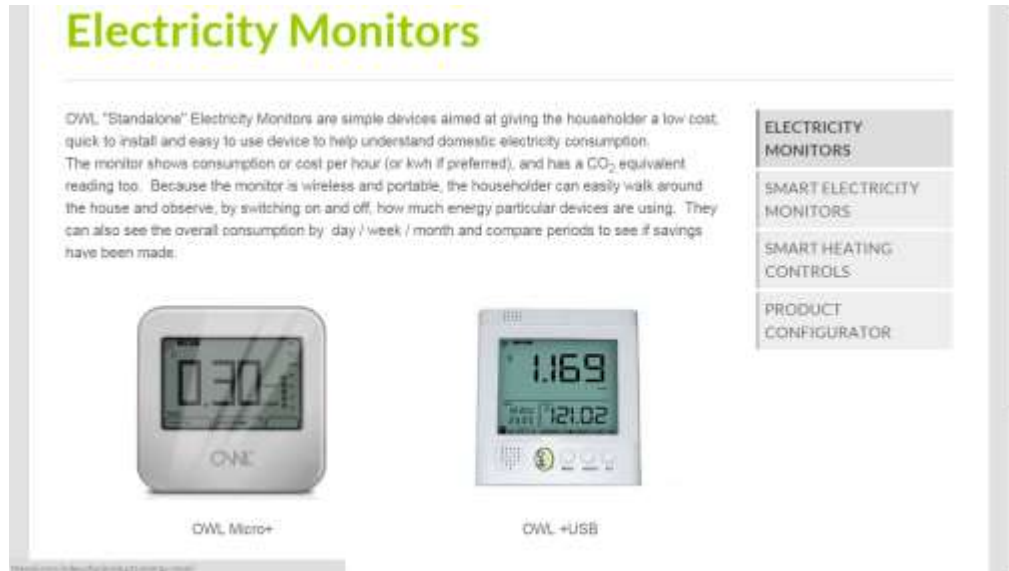 Electricity Monitors
OWL "Standalone" Electricity Monitors are simple devices aimed at giving the householder a low cost,
quick to install and easy to use device to help understand domestic electricity consumption.
The monitor shows consumption or cost per hour (or kwh if preferred), and has a CO₂ equivalent
reading too. Because the monitor is wireless and portable, the householder can easily walk around
the house and observe, by switching on and off, how much energy particular devices are using. They
can also see the overall consumption by day / week / month and compare periods to see if savings
have been made.
ELECTRICITY
MONITORS
SMART ELECTRICITY
MONITORS
SMART HEATING
CONTROLS
PRODUCT
CONFIGURATOR
0.30
OWL
1.169
121.02
OWL Micro+
OWL +USB